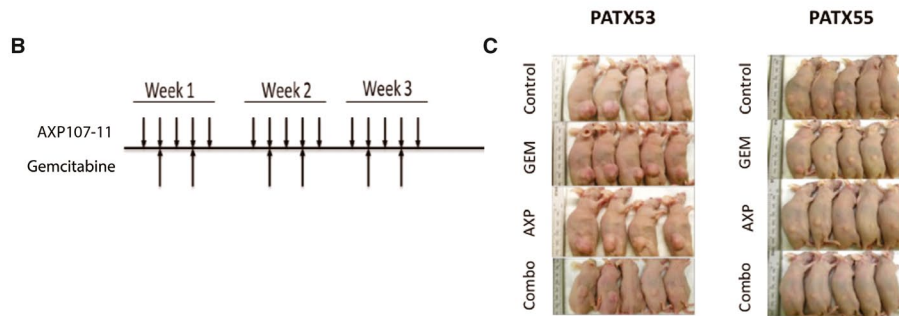 B
Week 1
Week 2
Week 3
AXP107-11
Gemcitabine
C
PATX53
PATX55
Control
GEM
AXP
Combo
Control
GEM
AXP
Combo